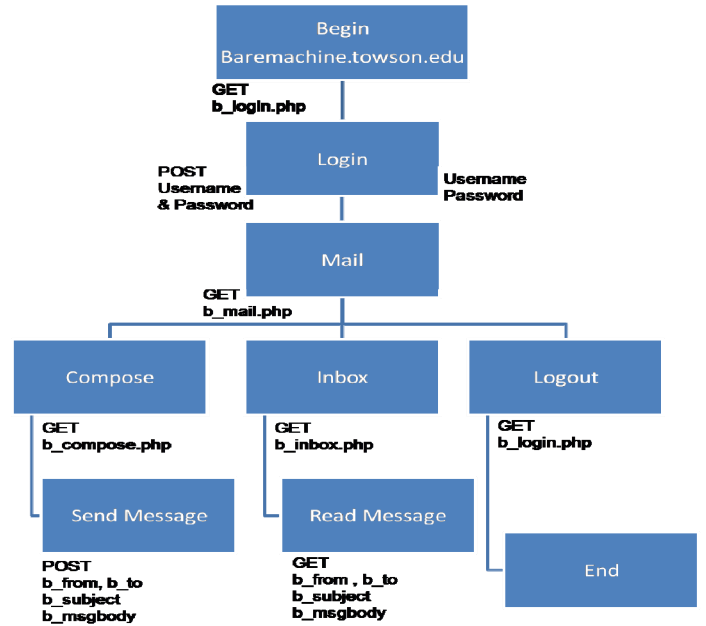 Begin
Baremachine.towson.edu
GET
b_login.php
Login
POST
Username
& Password
Username
Password
Mail
GET
b_mail.php
Compose
Inbox
Logout
GET
b_compose.php
GET
b_inbox.php
GET
b_login.php
Send Message
Read Message
End
POST
b_from, b_to
b_subject
b_msgbody
GET
b_from , b_to
b_subject
b_msgbody